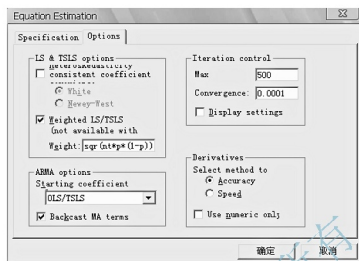 Equation Estimation
Specification Options
LS & TSLS options
Heteroskedasticity
consistent coefficient
White
Newey-West
Weighted LS/TSLS
(not available with
Weight: sqr(nt*p*(1-p))
ARMA options
Starting coefficient
OLS/TSLS
Backcast MA terms
Iteration control
Max 500
Convergence: 0.0001
Display settings
Derivatives
Select method to
Accuracy
Speed
Use numeric only
确定 取消